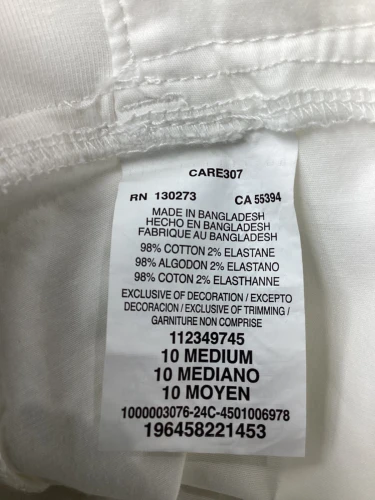 CARE307
RN 130273 CA 55394
MADE IN BANGLADESH
HECHO EN BANGLADESH
FABRIQUE AU BANGLADESH
98% COTTON 2% ELASTANE
98% ALGODON 2% ELASTANO
98% COTON 2% ELASTHANNE
EXCLUSIVE OF DECORATION / EXCEPTO
DECORACION / EXCLUSIVE OF TRIMMING /
GARNITURE NON COMPRISE
112349745
10 MEDIUM
10 MEDIANO
10 MOYEN
1000003076-24C-4501006978
196458221453